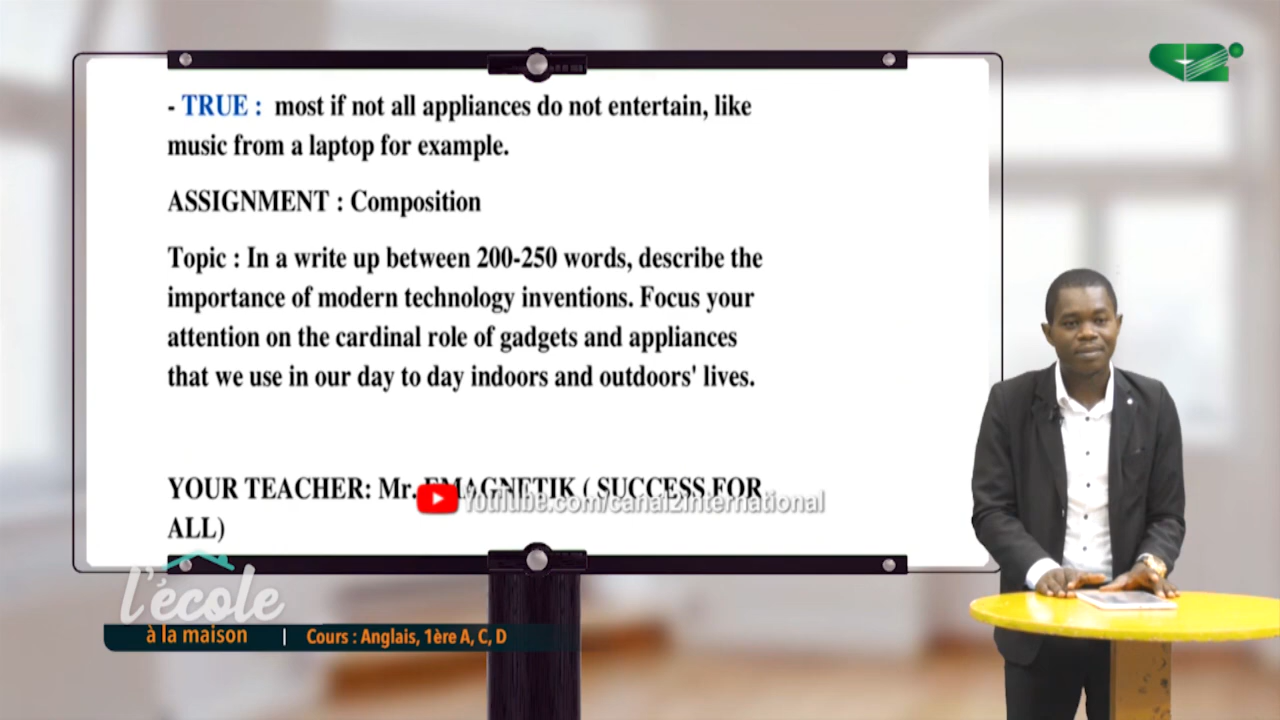 - TRUE : most if not all appliances do not entertain, like
music from a laptop for example.
ASSIGNMENT : Composition
Topic : In a write up between 200-250 words, describe the
importance of modern technology inventions. Focus your
attention on the cardinal role of gadgets and appliances
that we use in our day to day indoors and outdoors' lives.
YOUR TEACHER: Mr. EMAGNETIK ( SUCCESS FOR
ALL)
Youtube.com/canal2international
l'école
à la maison | Cours : Anglais, 1ère A, C, D